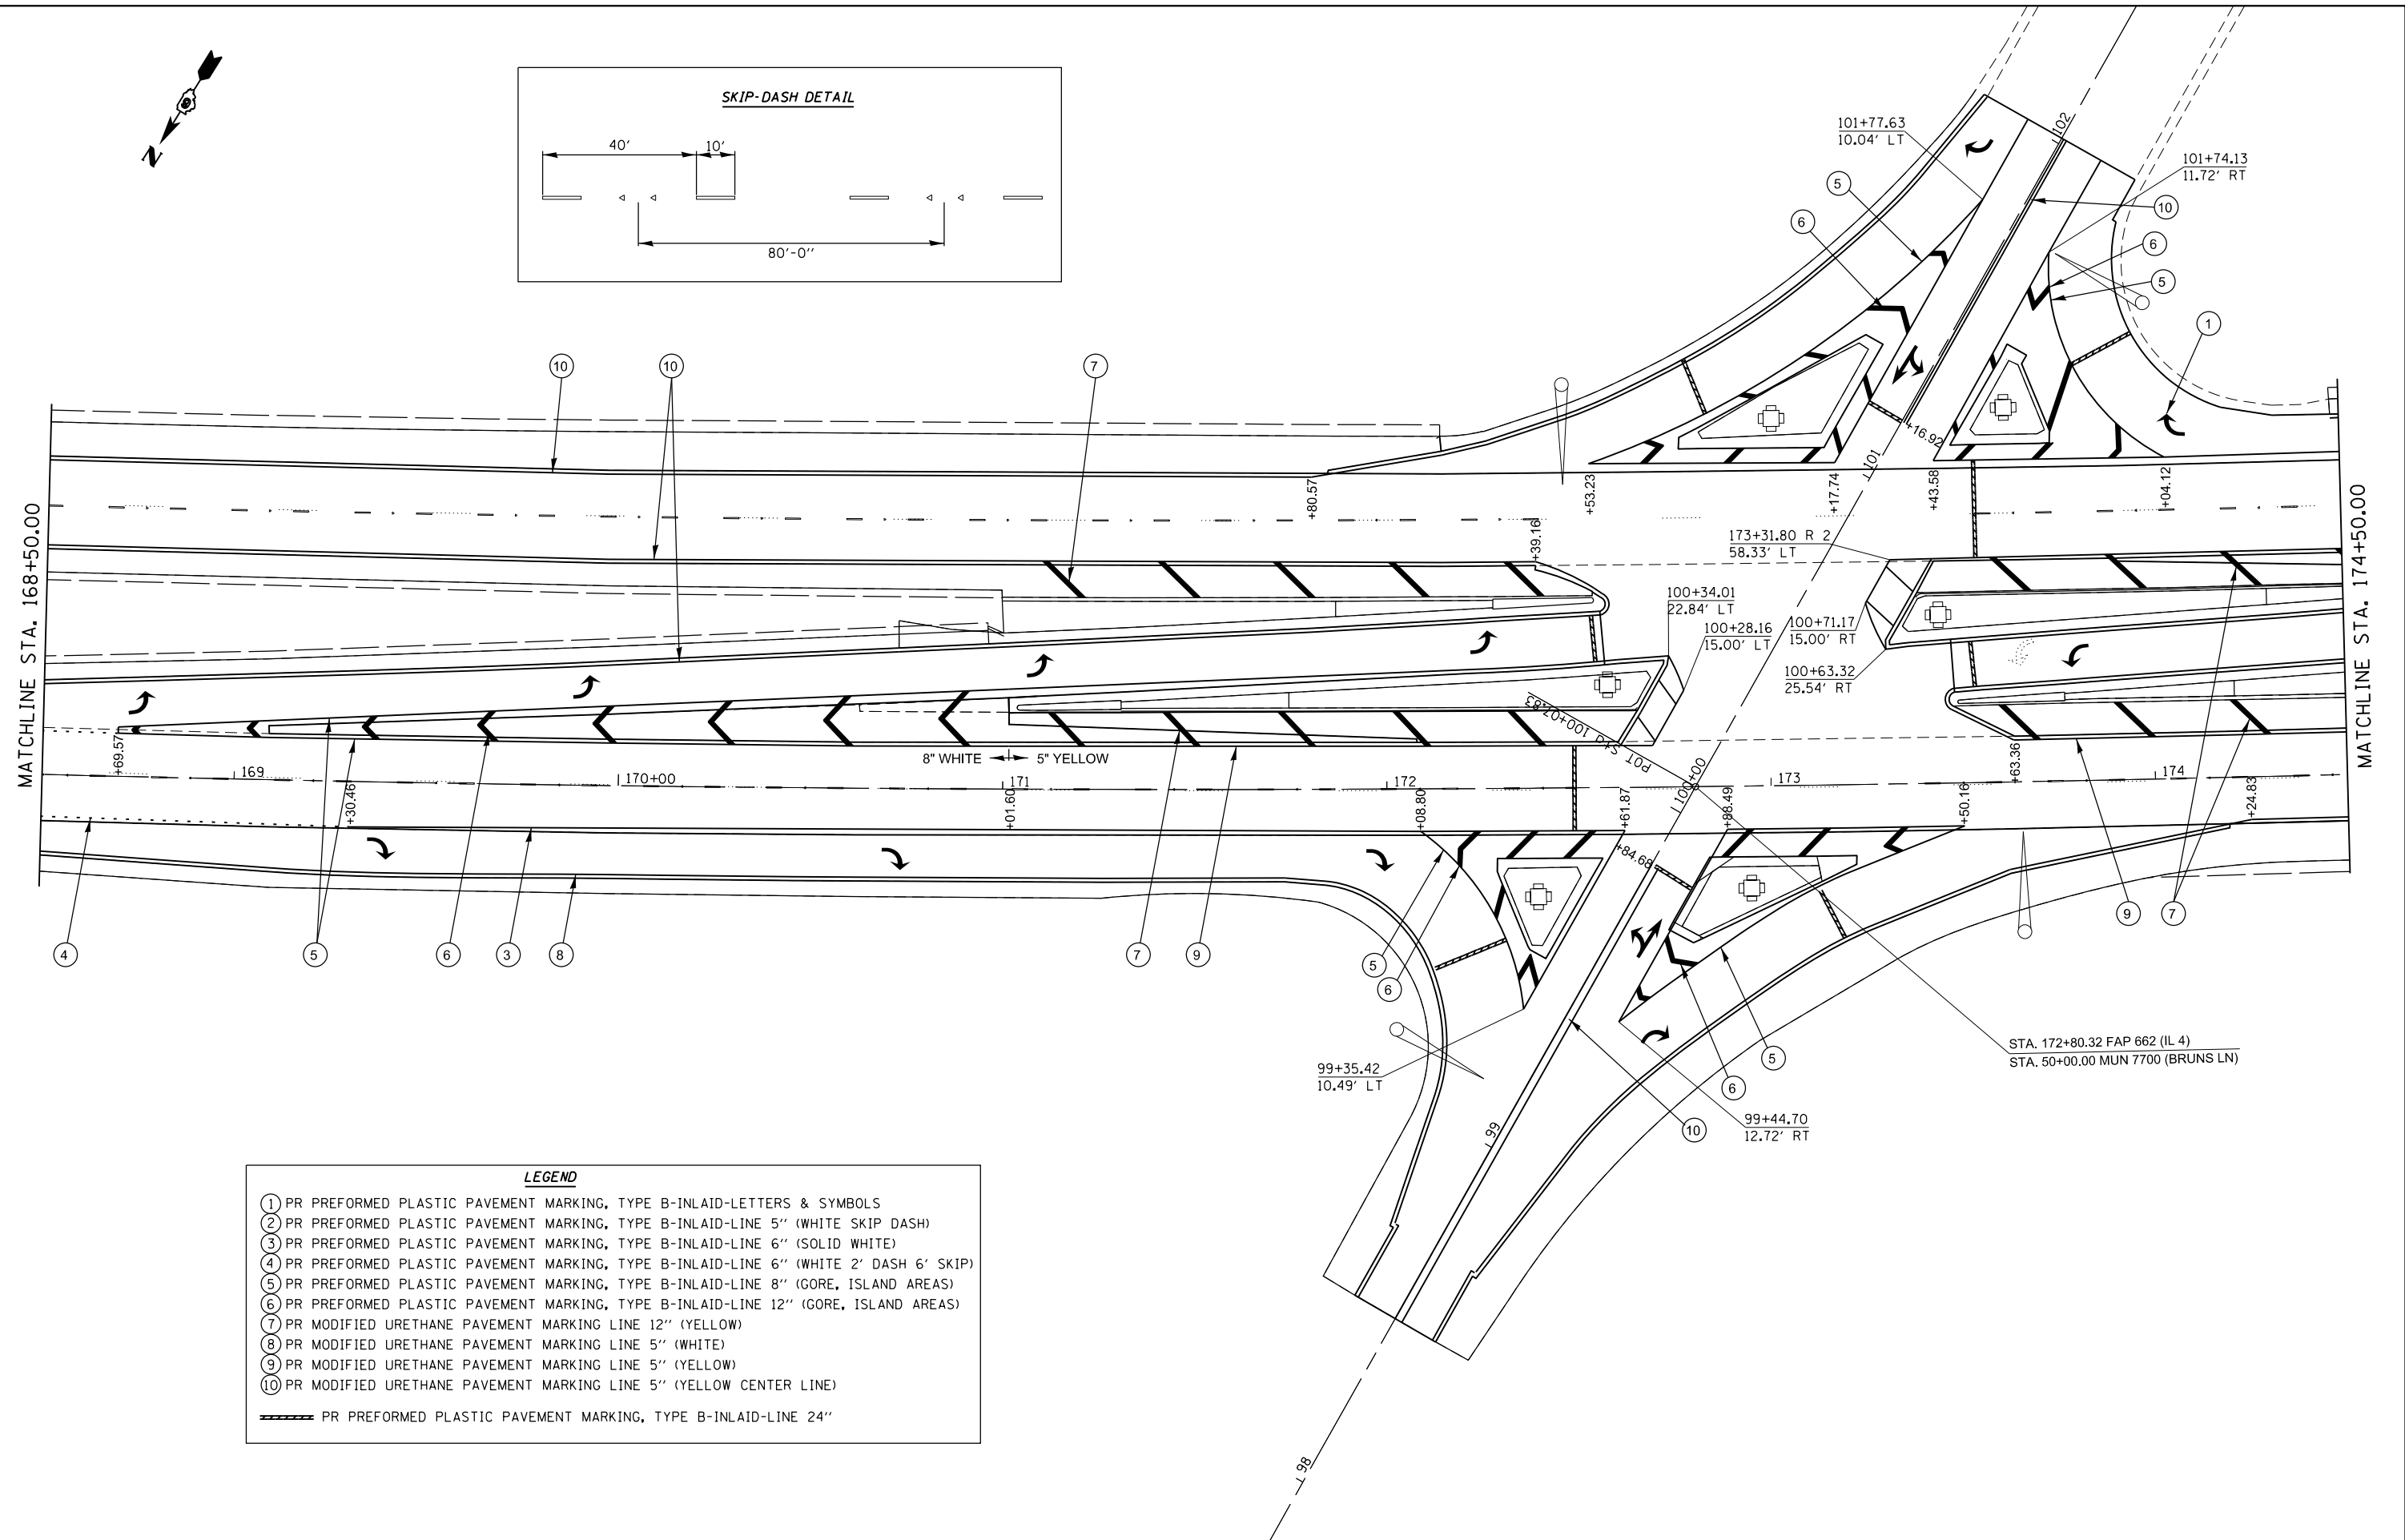 SKIP-DASH DETAIL
40'
10'
80'-0''
N
101+77.63
10.04' LT
102
101+74.13
11.72' RT
5
6
10
6
5
1
10
10
7
+16.92
101
MATCHLINE STA. 168+50.00
MATCHLINE STA. 174+50.00
+80.57
+53.23
+17.74
+43.58
+04.12
+39.16
173+31.80 R 2
58.33' LT
100+34.01
22.84' LT
100+28.16
15.00' LT
100+71.17
15.00' RT
100+63.32
25.54' RT
POT Sta 100+07.83
8" WHITE
5" YELLOW
+69.57
169
+30.46
170+00
171
+01.60
172
+08.80
+61.87
100+00
+88.49
173
+50.16
+63.36
174
+24.83
+84.68
4
5
6
3
8
7
9
5
6
9
7
99+35.42
10.49' LT
99
5
6
10
99+44.70
12.72' RT
STA. 172+80.32 FAP 662 (IL 4)
STA. 50+00.00 MUN 7700 (BRUNS LN)
98
LEGEND
1 PR PREFORMED PLASTIC PAVEMENT MARKING, TYPE B-INLAID-LETTERS & SYMBOLS
2 PR PREFORMED PLASTIC PAVEMENT MARKING, TYPE B-INLAID-LINE 5'' (WHITE SKIP DASH)
3 PR PREFORMED PLASTIC PAVEMENT MARKING, TYPE B-INLAID-LINE 6'' (SOLID WHITE)
4 PR PREFORMED PLASTIC PAVEMENT MARKING, TYPE B-INLAID-LINE 6'' (WHITE 2' DASH 6' SKIP)
5 PR PREFORMED PLASTIC PAVEMENT MARKING, TYPE B-INLAID-LINE 8'' (GORE, ISLAND AREAS)
6 PR PREFORMED PLASTIC PAVEMENT MARKING, TYPE B-INLAID-LINE 12'' (GORE, ISLAND AREAS)
7 PR MODIFIED URETHANE PAVEMENT MARKING LINE 12'' (YELLOW)
8 PR MODIFIED URETHANE PAVEMENT MARKING LINE 5'' (WHITE)
9 PR MODIFIED URETHANE PAVEMENT MARKING LINE 5'' (YELLOW)
10 PR MODIFIED URETHANE PAVEMENT MARKING LINE 5'' (YELLOW CENTER LINE)
PR PREFORMED PLASTIC PAVEMENT MARKING, TYPE B-INLAID-LINE 24''